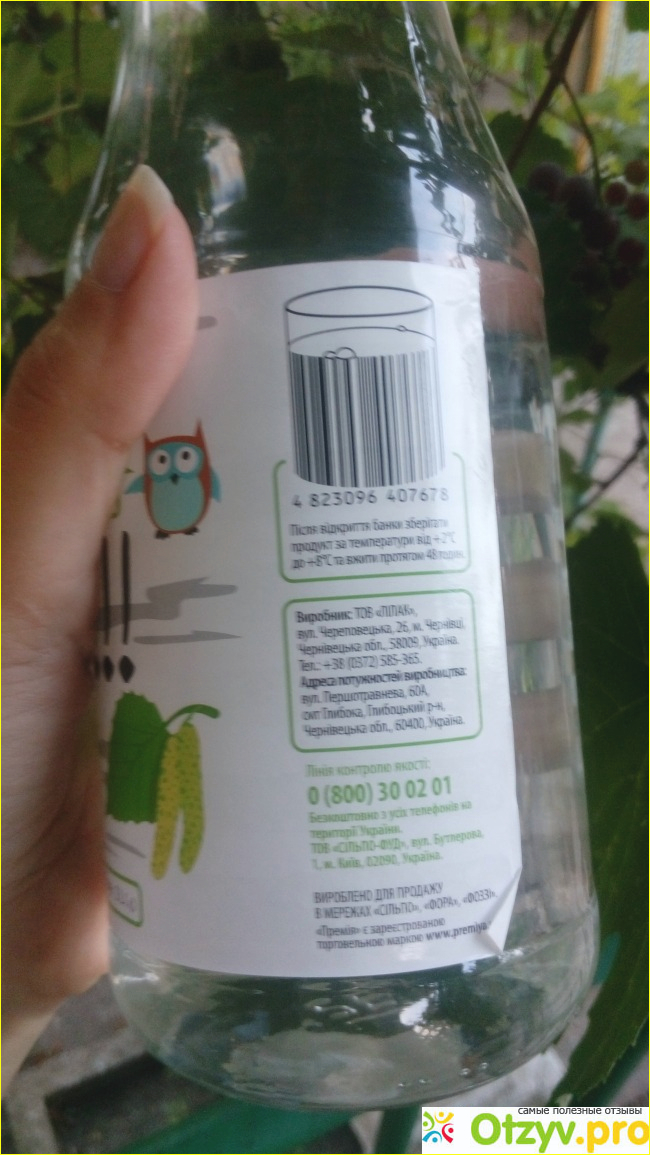 4 823096 407678
Після відкриття банки зберігати
продукт за температури від +2°C
до +8°C та вжити протягом 48 годин.
Виробник: ТОВ «ПІЛАК»,
вул. Череповецька, 26, м. Чернівці,
Чернівецька обл., 58009, Україна.
Тел.: +38 (0372) 585-365.
Адреса потужностей виробництва:
вул. Першотравнева, 60А,
смт Глибока, Глибоцький р-н,
Чернівецька обл., 60400, Україна.
Лінія контролю якості:
0 (800) 30 02 01
Безкоштовно з усіх телефонів на
території України.
ТОВ «СІЛЬПО-ФУД», вул. Бутлерова,
1, м. Київ, 02090, Україна.
ВИРОБЛЕНО ДЛЯ ПРОДАЖУ
В МЕРЕЖАХ «СІЛЬПО», «ФОРА», «ФОЗЗІ».
«Премія» є зареєстрованою
торговельною маркою www.premiya
самые полезные отзывы
Otzyv.pro